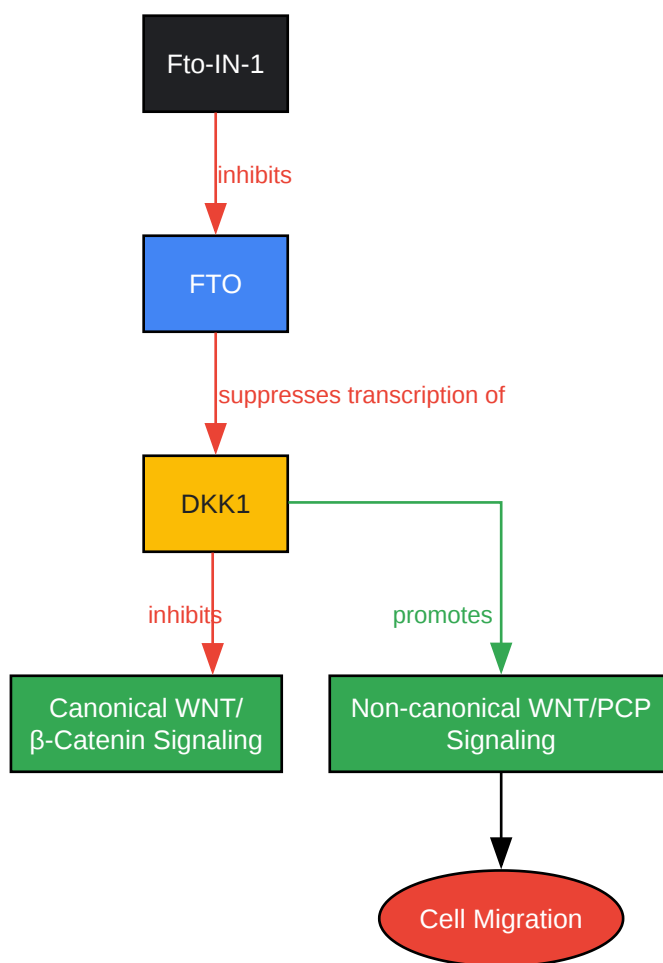 Fto-IN-1
inhibits
FTO
suppresses transcription of
DKK1
inhibits
promotes
Canonical WNT/
β-Catenin Signaling
Non-canonical WNT/PCP
Signaling
Cell Migration